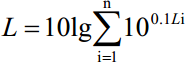 L = 10lg∑_{i=1}^{n} 10^{0.1Li}